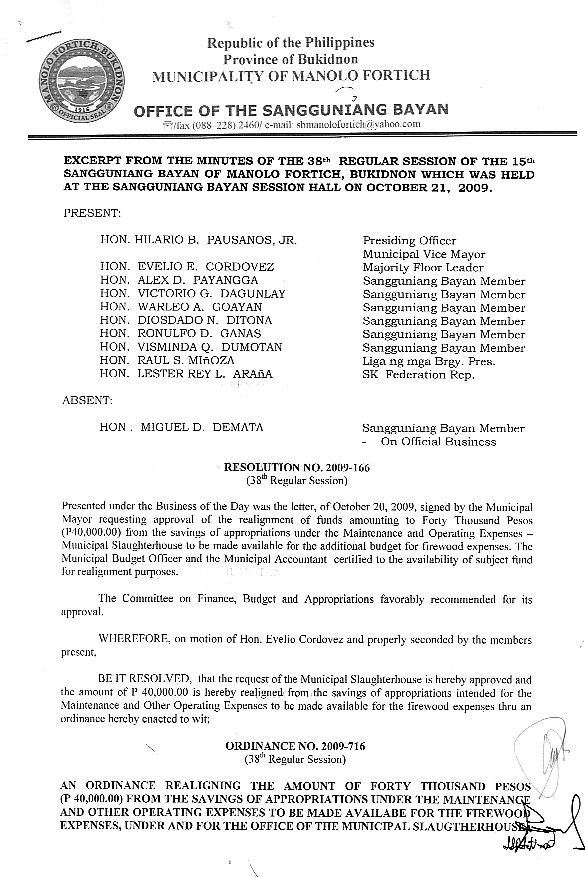 Republic of the Philippines
Province of Bukidnon
MUNICIPALITY OF MANOLO FORTICH
OFFICE OF THE SANGGUNIANG BAYAN
/fax (088-228) 2460/ e-mail: sbmanolofortich@yahoo.com
MANOLO FORTICH, BUKIDNON
OFFICIAL SEAL
EXCERPT FROM THE MINUTES OF THE 38th REGULAR SESSION OF THE 15th
SANGGUNIANG BAYAN OF MANOLO FORTICH, BUKIDNON WHICH WAS HELD
AT THE SANGGUNIANG BAYAN SESSION HALL ON OCTOBER 21, 2009.
PRESENT:
HON. HILARIO B. PAUSANOS, JR. Presiding Officer
Municipal Vice Mayor
HON. EVELIO E. CORDOVEZ Majority Floor Leader
HON. ALEX D. PAYANGGA Sangguniang Bayan Member
HON. VICTORIO G. DAGUNLAY Sangguniang Bayan Member
HON. WARLEO A. GOAYAN Sangguniang Bayan Member
HON. DIOSDADO N. DITONA Sangguniang Bayan Member
HON. RONULFO D. GANAS Sangguniang Bayan Member
HON. VISMINDA Q. DUMOTAN Sangguniang Bayan Member
HON. RAUL S. MIñOZA Liga ng mga Brgy. Pres.
HON. LESTER REY L. ARAñA SK Federation Rep.
ABSENT:
HON . MIGUEL D. DEMATA Sangguniang Bayan Member
- On Official Business
RESOLUTION NO. 2009-166
(38th Regular Session)
Presented under the Business of the Day was the letter, of October 20, 2009, signed by the Municipal
Mayor requesting approval of the realignment of funds amounting to Forty Thousand Pesos
(P40,000.00) from the savings of appropriations under the Maintenance and Operating Expenses –
Municipal Slaughterhouse to be made available for the additional budget for firewood expenses. The
Municipal Budget Officer and the Municipal Accountant certified to the availability of subject fund
for realignment purposes.
The Committee on Finance, Budget and Appropriations favorably recommended for its
approval.
WHEREFORE, on motion of Hon. Evelio Cordovez and properly seconded by the members
present,
BE IT RESOLVED, that the request of the Municipal Slaughterhouse is hereby approved and
the amount of P 40,000.00 is hereby realigned from the savings of appropriations intended for the
Maintenance and Other Operating Expenses to be made available for the firewood expenses thru an
ordinance hereby enacted to wit;
ORDINANCE NO. 2009-716
(38th Regular Session)
AN ORDINANCE REALIGNING THE AMOUNT OF FORTY THOUSAND PESOS
(P 40,000.00) FROM THE SAVINGS OF APPROPRIATIONS UNDER THE MAINTENANCE
AND OTHER OPERATING EXPENSES TO BE MADE AVAILABE FOR THE FIREWOOD
EXPENSES, UNDER AND FOR THE OFFICE OF THE MUNICIPAL SLAUGTHERHOUSE